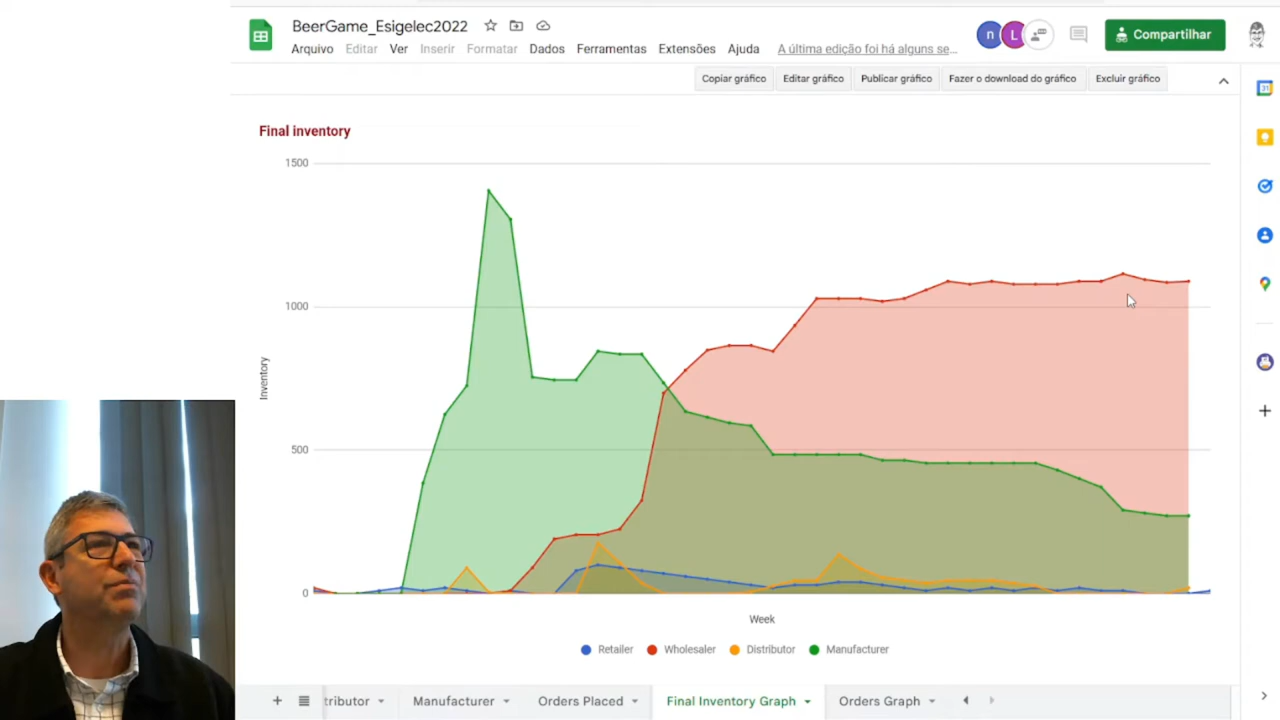 BeerGame_Esigelec2022
Arquivo Editar Ver Inserir Formatar Dados Ferramentas Extensões Ajuda A última edição foi há alguns se...
n L Compartilhar
Copiar gráfico Editar gráfico Publicar gráfico Fazer o download do gráfico Excluir gráfico
31
Final inventory
1500
1000
500
0
Inventory
Week
Retailer Wholesaler Distributor Manufacturer
tributor Manufacturer Orders Placed Final Inventory Graph Orders Graph